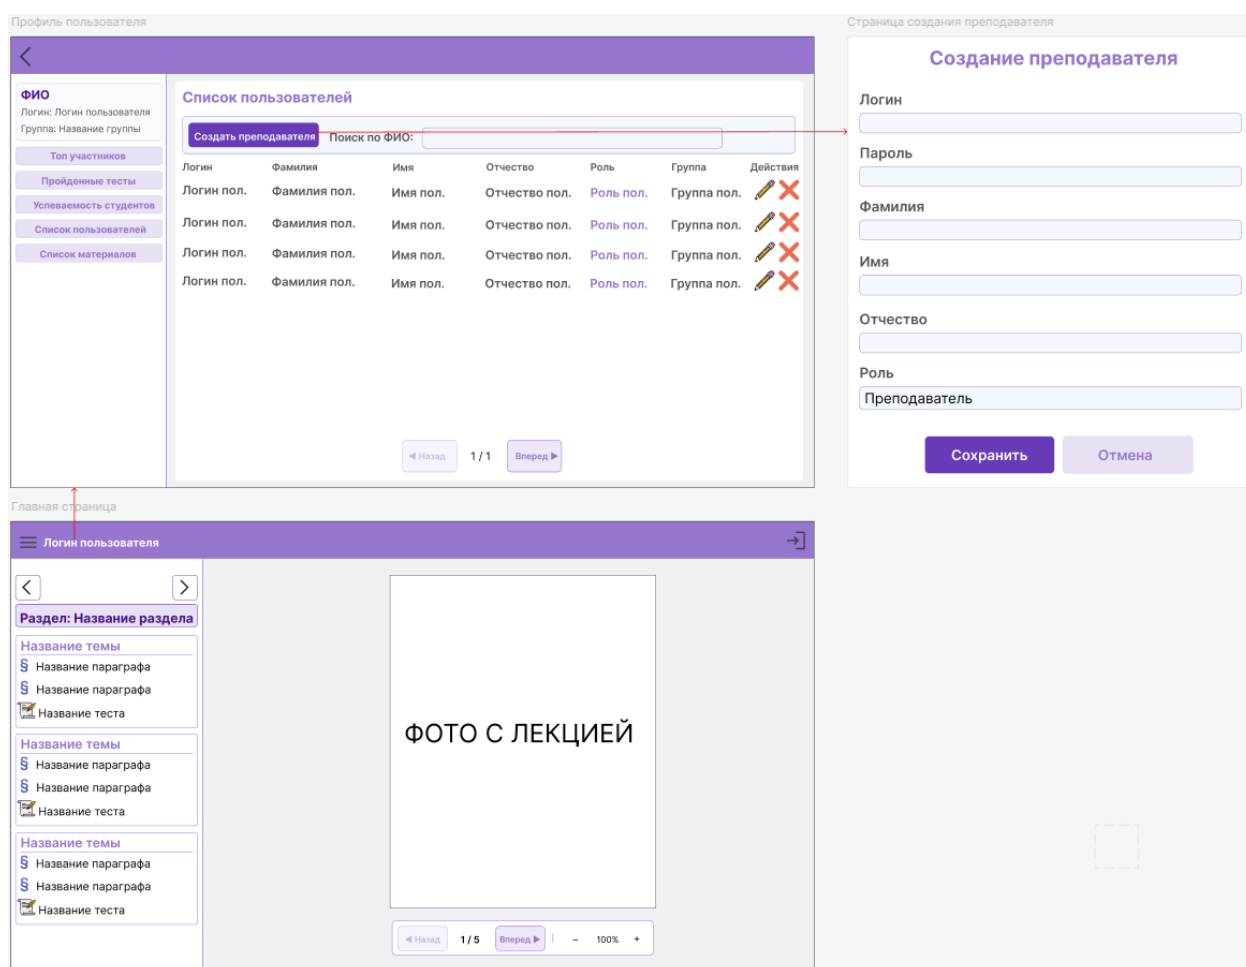 Профиль пользователя
ФИО
Логин: Логин пользователя
Группа: Название группы
Топ участников
Пройденные тесты
Успеваемость студентов
Список пользователей
Список материалов
Список пользователей
Создать преподавателя Поиск по ФИО:
Логин Фамилия Имя Отчество Роль Группа Действия
Логин пол. Фамилия пол. Имя пол. Отчество пол. Роль пол. Группа пол.
Логин пол. Фамилия пол. Имя пол. Отчество пол. Роль пол. Группа пол.
Логин пол. Фамилия пол. Имя пол. Отчество пол. Роль пол. Группа пол.
Логин пол. Фамилия пол. Имя пол. Отчество пол. Роль пол. Группа пол.
Назад 1 / 1 Вперед
Страница создания преподавателя
Создание преподавателя
Логин
Пароль
Фамилия
Имя
Отчество
Роль
Преподаватель
Сохранить Отмена
Главная страница
Логин пользователя
Раздел: Название раздела
Название темы
§ Название параграфа
§ Название параграфа
Название теста
Название темы
§ Название параграфа
§ Название параграфа
Название теста
Название темы
§ Название параграфа
§ Название параграфа
Название теста
ФОТО С ЛЕКЦИЕЙ
Назад 1 / 5 Вперед | – 100% +